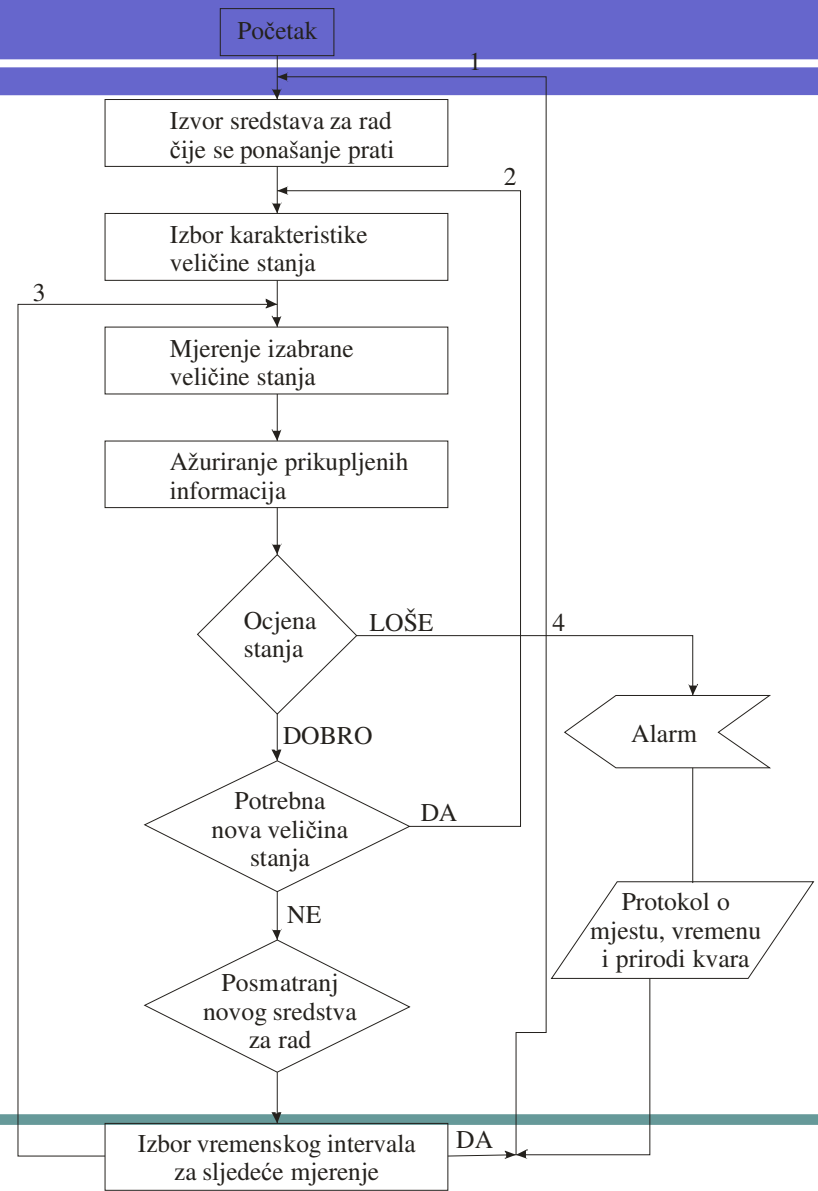 Početak
1
Izvor sredstava za rad
čije se ponašanje prati
2
Izbor karakteristike
veličine stanja
3
Mjerenje izabrane
veličine stanja
Ažuriranje prikupljenih
informacija
Ocjena
stanja
LOŠE
4
Alarm
DOBRO
Potrebna
nova veličina
stanja
DA
Protokol o
mjestu, vremenu
i prirodi kvara
NE
Posmatranj
novog sredstva
za rad
Izbor vremenskog intervala
za sljedeće mjerenje
DA